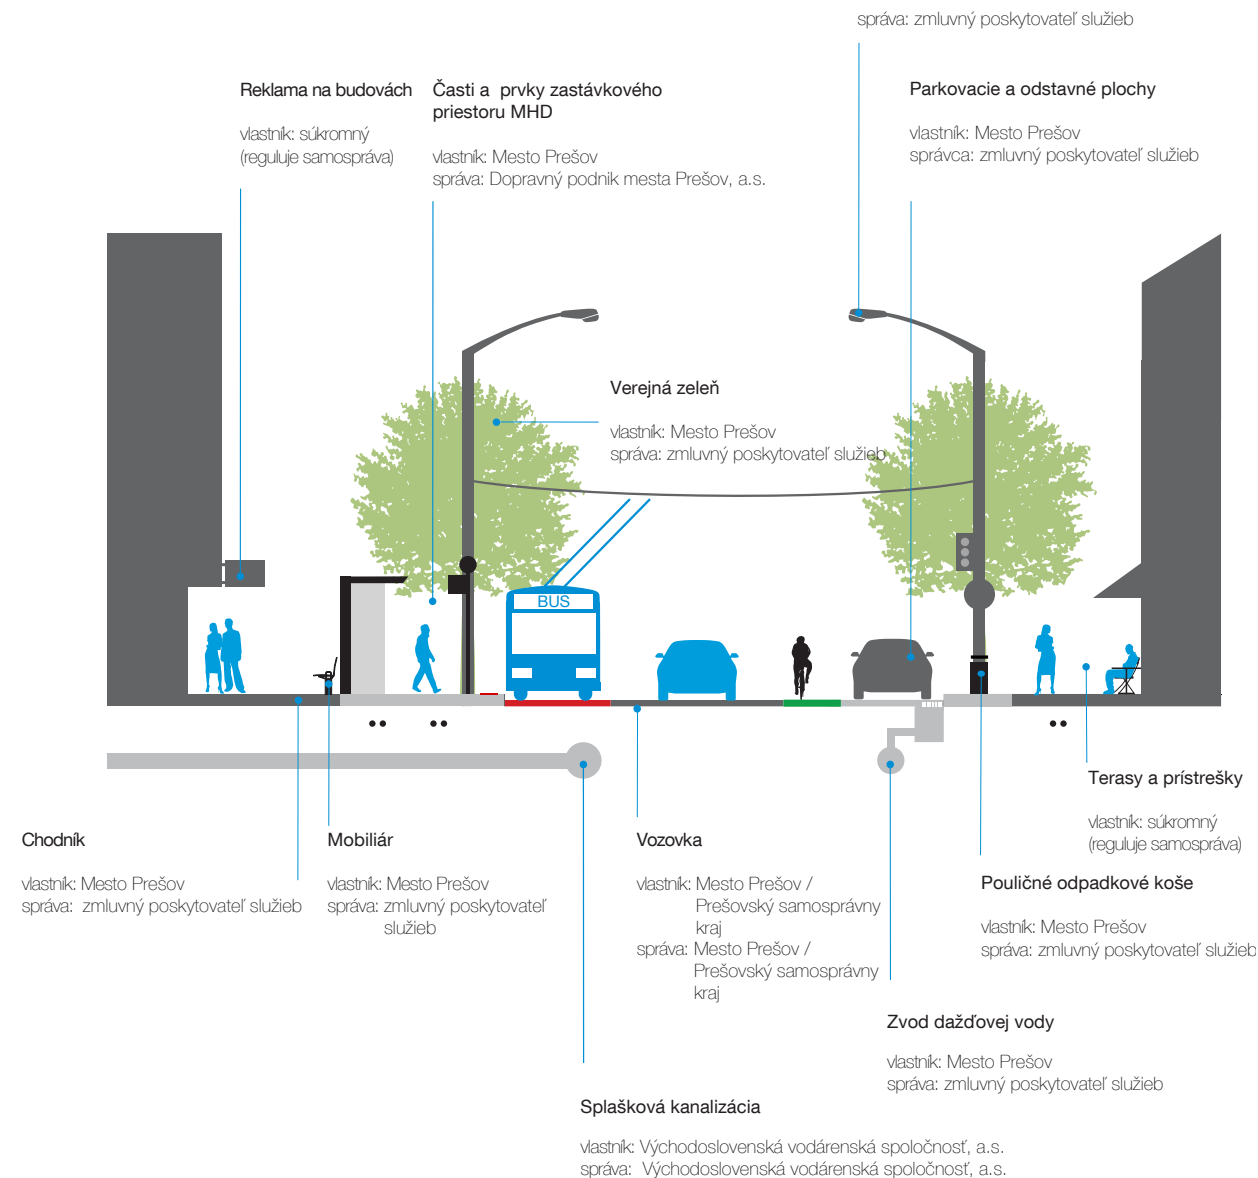 správa: zmluvný poskytovateľ služieb
Reklama na budovách
vlastník: súkromný
(reguluje samospráva)
Časti a prvky zastávkového
priestoru MHD
vlastník: Mesto Prešov
správa: Dopravný podnik mesta Prešov, a.s.
Parkovacie a odstavné plochy
vlastník: Mesto Prešov
správca: zmluvný poskytovateľ služieb
Verejná zeleň
vlastník: Mesto Prešov
správa: zmluvný poskytovateľ služieb
BUS
Terasy a prístrešky
vlastník: súkromný
(reguluje samospráva)
Chodník
vlastník: Mesto Prešov
správa: zmluvný poskytovateľ služieb
Mobiliár
vlastník: Mesto Prešov
správa: zmluvný poskytovateľ
služieb
Vozovka
vlastník: Mesto Prešov /
Prešovský samosprávny
kraj
správa: Mesto Prešov /
Prešovský samosprávny
kraj
Pouličné odpadkové koše
vlastník: Mesto Prešov
správa: zmluvný poskytovateľ služieb
Zvod dažďovej vody
vlastník: Mesto Prešov
správa: zmluvný poskytovateľ služieb
Splašková kanalizácia
vlastník: Východoslovenská vodárenská spoločnosť, a.s.
správa: Východoslovenská vodárenská spoločnosť, a.s.